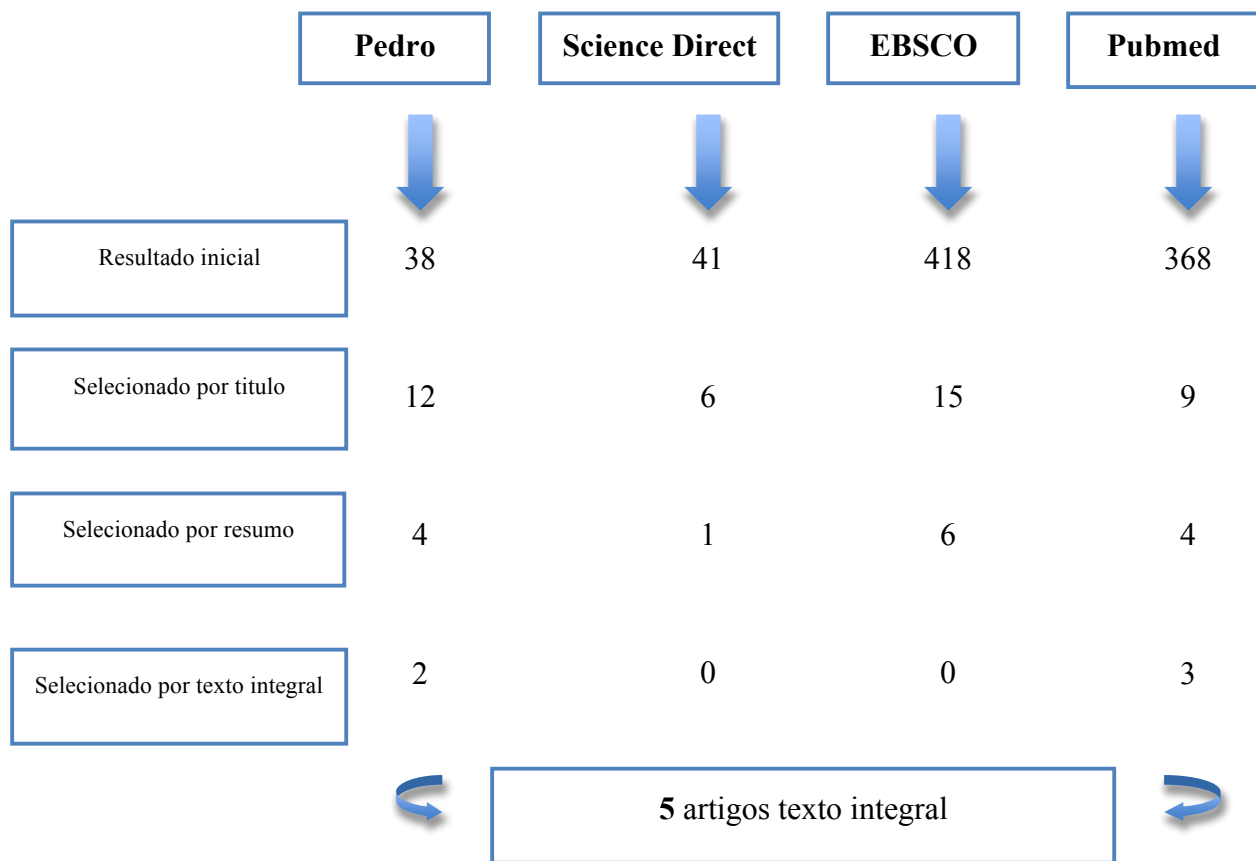 Pedro Science Direct EBSCO Pubmed
Resultado inicial 38 41 418 368
Selecionado por titulo 12 6 15 9
Selecionado por resumo 4 1 6 4
Selecionado por texto integral 2 0 0 3
5 artigos texto integral